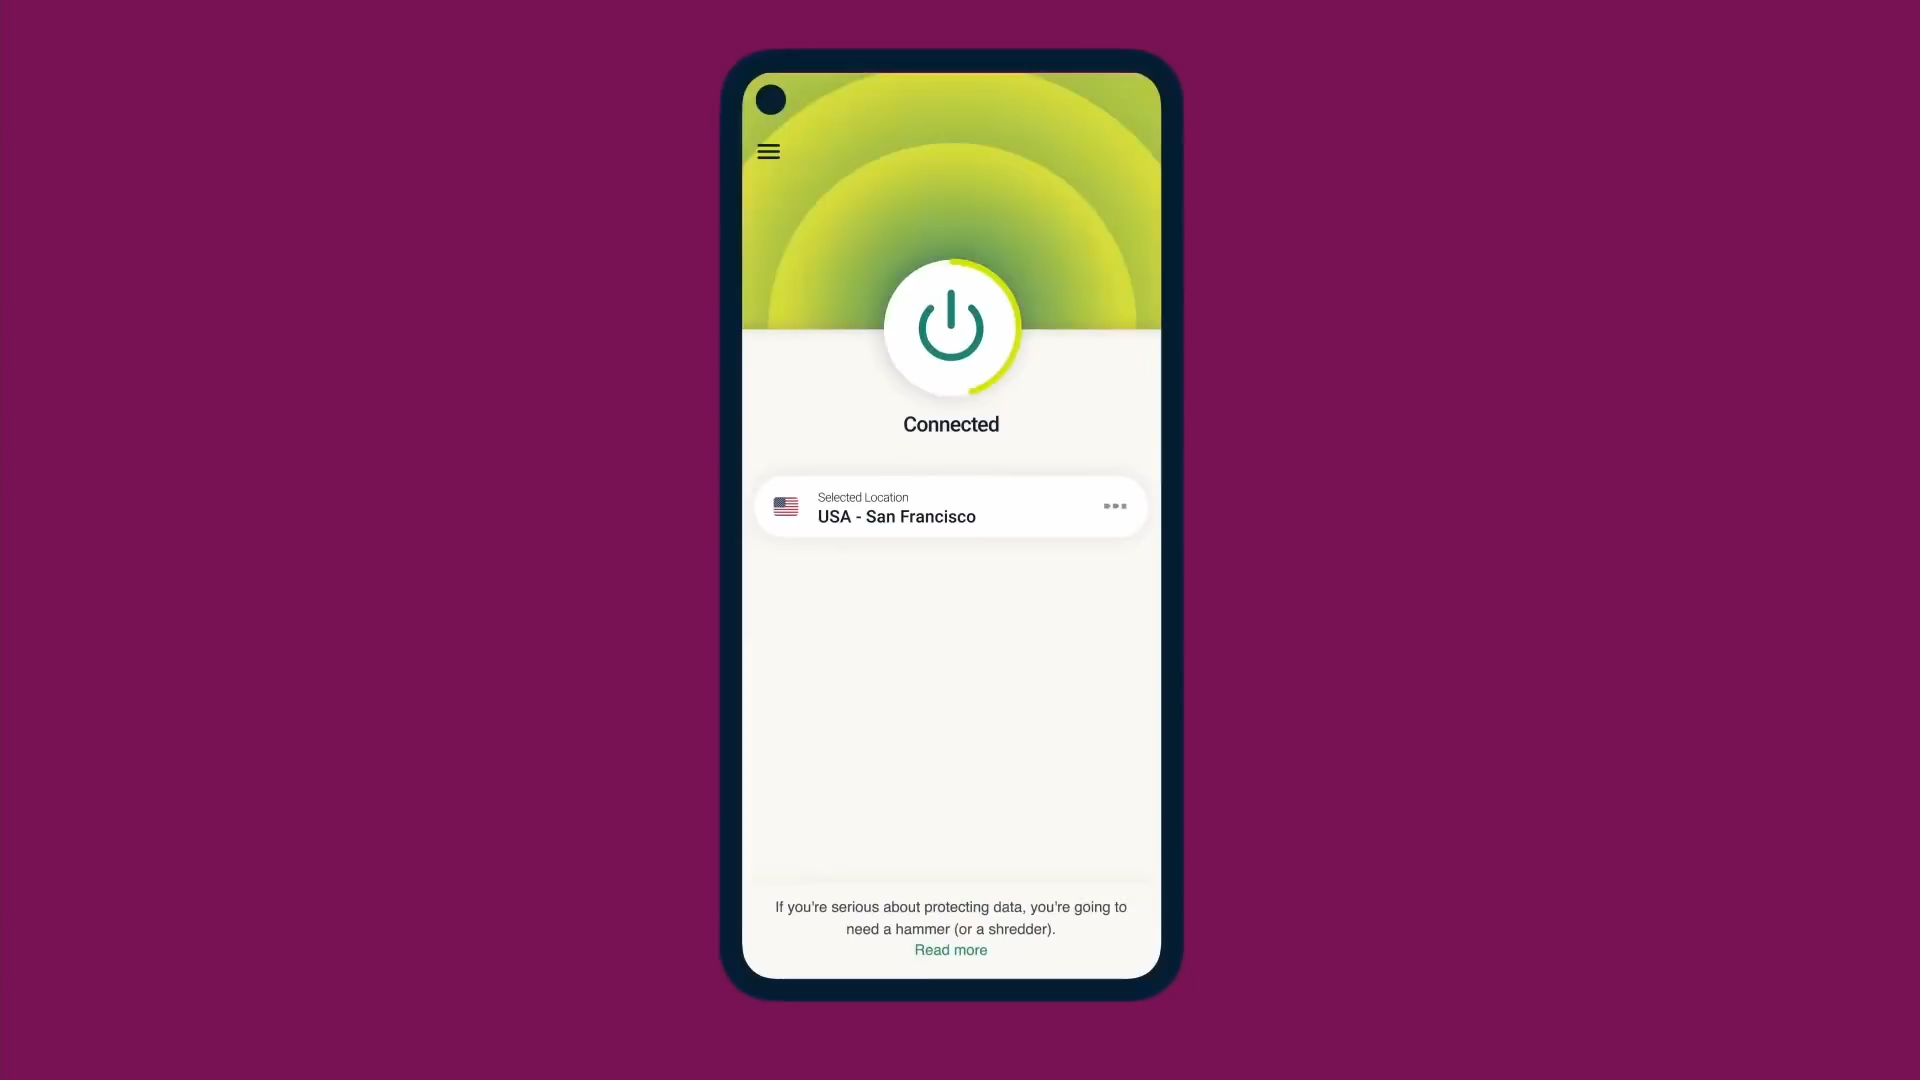 Connected
Selected Location
USA - San Francisco
If you're serious about protecting data, you're going to
need a hammer (or a shredder).
Read more